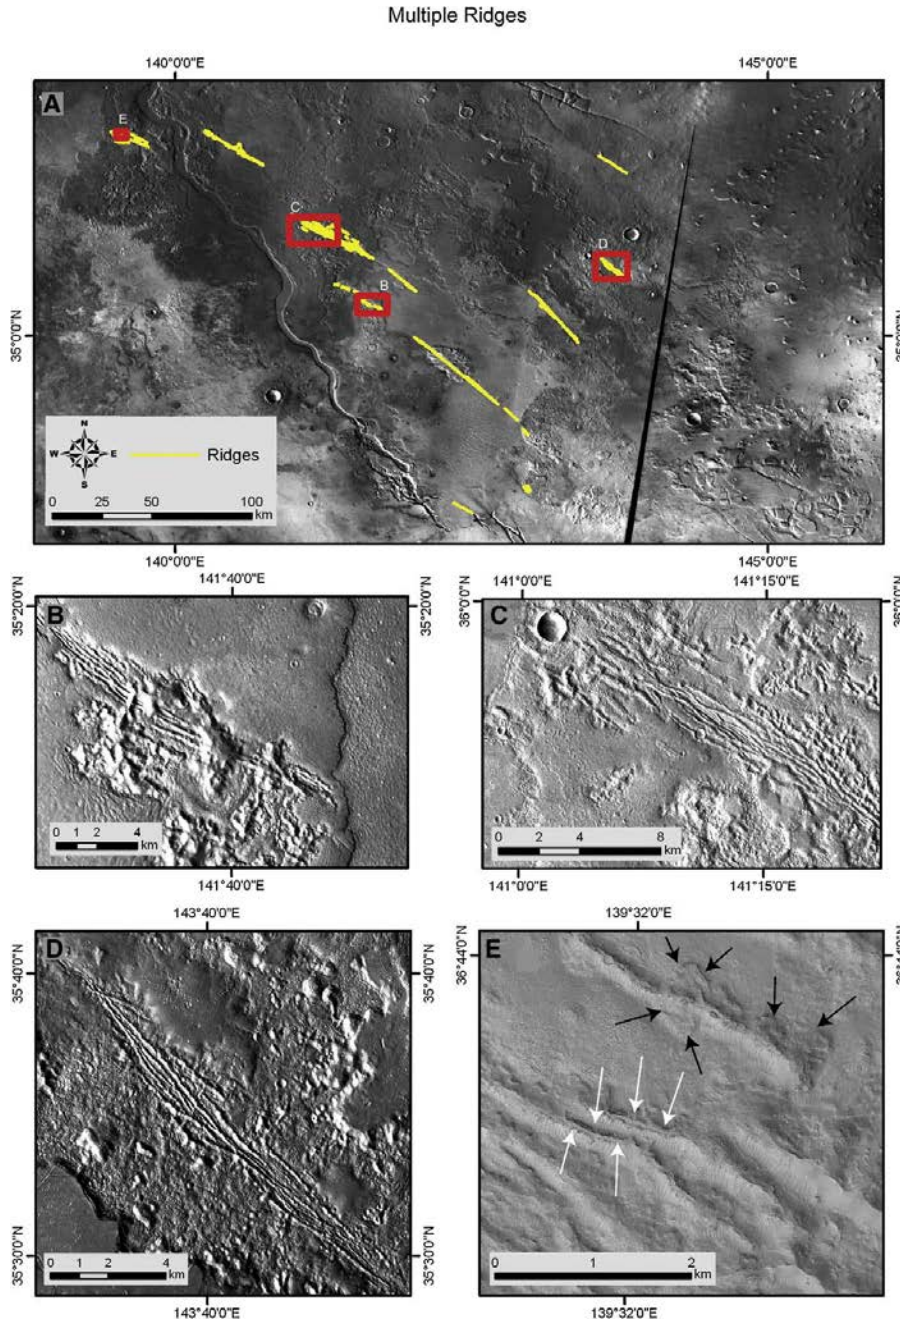 Multiple Ridges
140°0'0"E 145°0'0"E
A
E
C
D
B
35°0'0"N 35°0'0"N
N
W E
S
Ridges
0 25 50 100
km
140°0'0"E 145°0'0"E
141°40'0"E
35°20'0"N 35°20'0"N
B
0 1 2 4
km
141°40'0"E
141°0'0"E 141°15'0"E
36°0'0"N
C
0 2 4 8
km
141°0'0"E 141°15'0"E
143°40'0"E
D
35°40'0"N 35°40'0"N
35°30'0"N 35°30'0"N
0 1 2 4
km
143°40'0"E
139°32'0"E
36°44'0"N
E
0 1 2
km
139°32'0"E